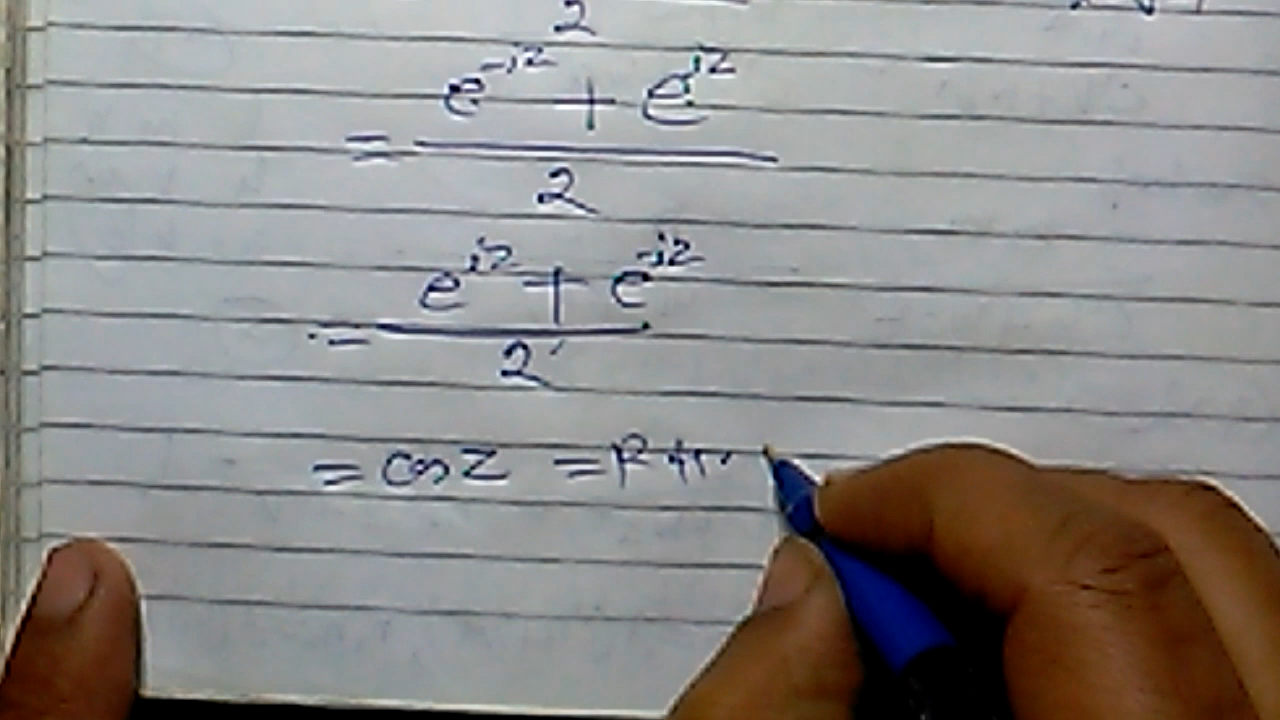 2
= e^{-iz} + e^{iz} / 2
= e^{iz} + e^{-iz} / 2
= cos z = R.H.